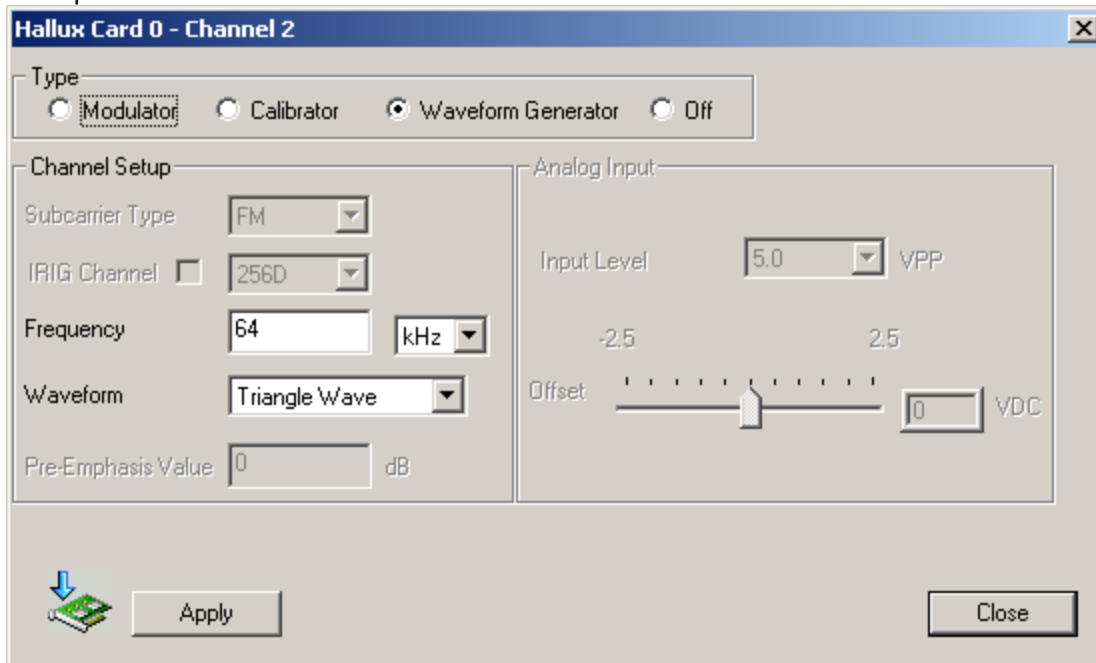 Hallux Card 0 - Channel 2
Type
Modulator Calibrator Waveform Generator Off
Channel Setup
Subcarrier Type FM
IRIG Channel 256D
Frequency 64 kHz
Waveform Triangle Wave
Pre-Emphasis Value 0 dB
Analog Input
Input Level 5.0 VPP
-2.5 2.5
Offset 0 VDC
Apply
Close